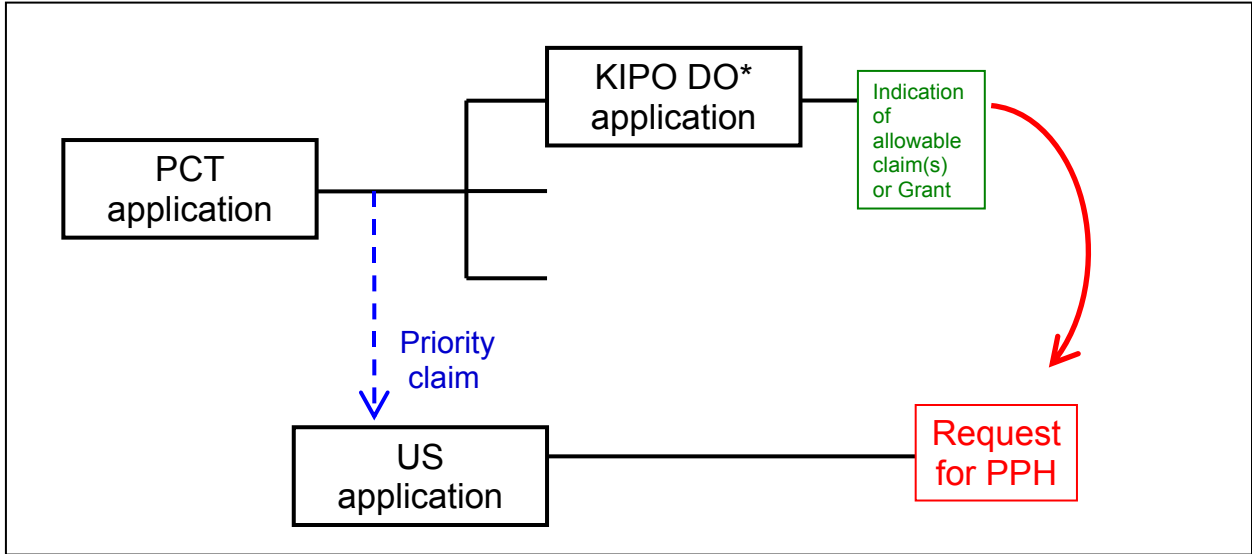 KIPO DO*
application
Indication
of
allowable
claim(s)
or Grant
PCT
application
Priority
claim
US
application
Request
for PPH